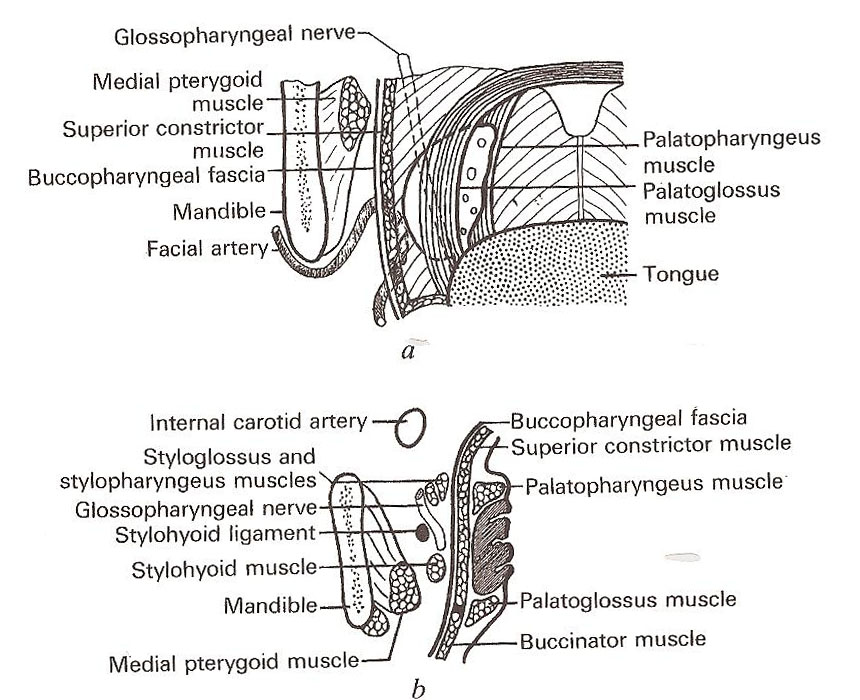 Glossopharyngeal nerve
Medial pterygoid
muscle
Superior constrictor
muscle
Buccopharyngeal fascia
Mandible
Facial artery
Palatopharyngeus
muscle
Palatoglossus
muscle
Tongue
a
Internal carotid artery
Styloglossus and
stylopharyngeus muscles
Glossopharyngeal nerve
Stylohyoid ligament
Stylohyoid muscle
Mandible
Medial pterygoid muscle
Buccopharyngeal fascia
Superior constrictor muscle
Palatopharyngeus muscle
Palatoglossus muscle
Buccinator muscle
b